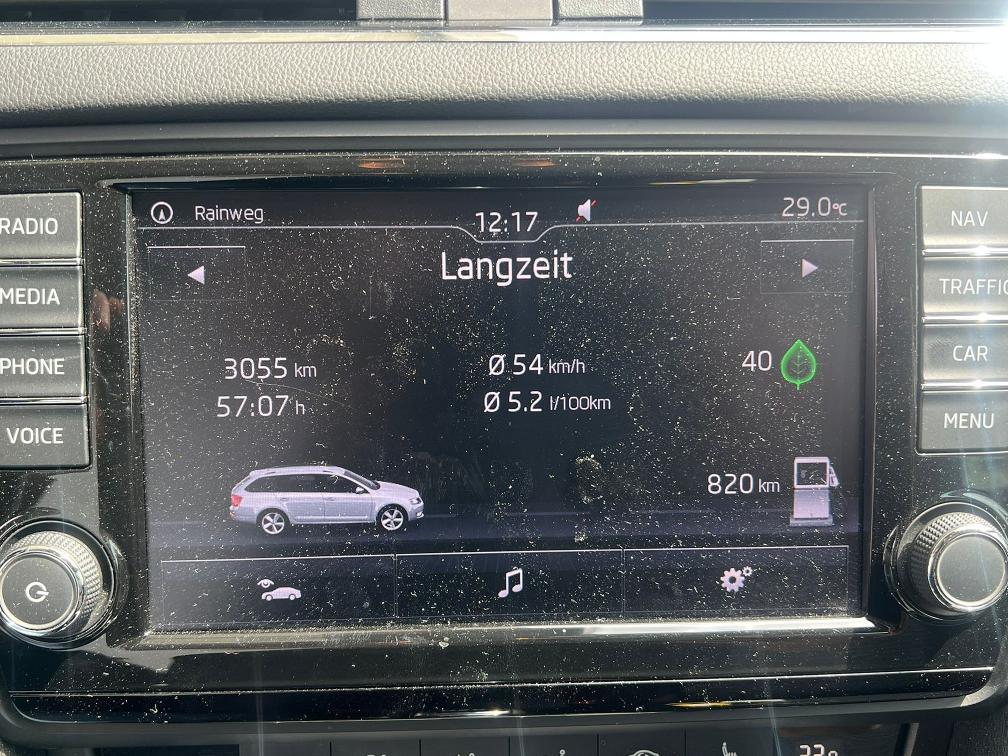 RADIO
MEDIA
PHONE
VOICE
Rainweg
12:17
29.0°C
Langzeit
3055 km
57:07 h
Ø 54 km/h
Ø 5.2 l/100km
40
820 km
NAV
TRAFFIC
CAR
MENU